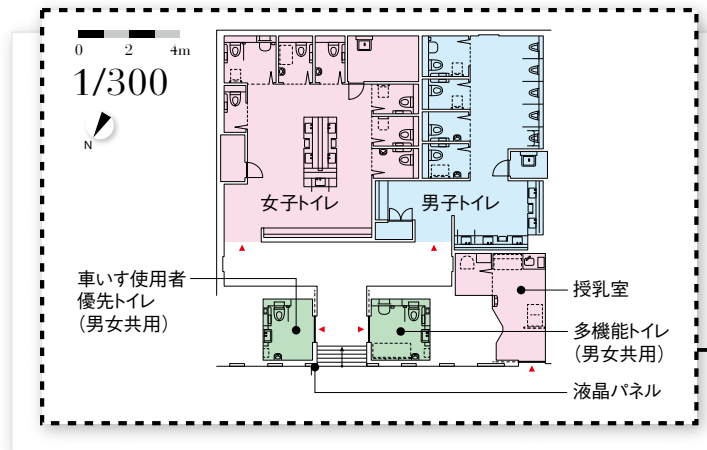 0 2 4m
1/300
N
女子トイレ
男子トイレ
車いす使用者
優先トイレ
(男女共用)
授乳室
多機能トイレ
(男女共用)
液晶パネル